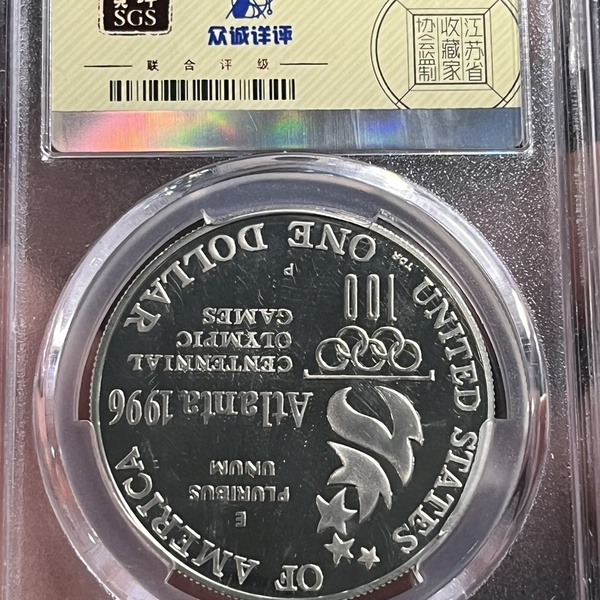 SGS
众诚详评
联合评级
江苏省
收藏家
协会监制
UNITED STATES OF AMERICA
E
PLURIBUS
UNUM
Atlanta 1996
CENTENNIAL
OLYMPIC
GAMES
100
P
TDR
ONE DOLLAR